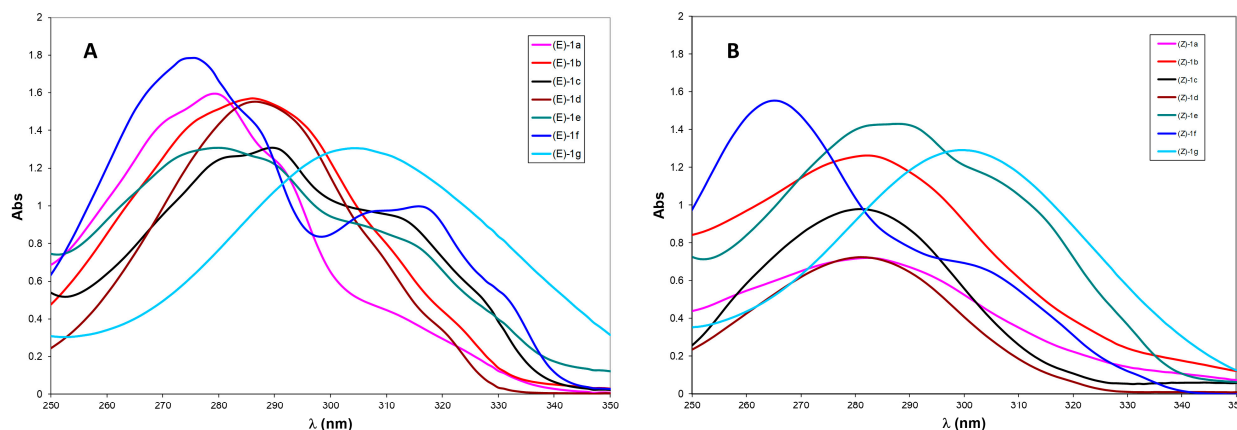 A
Abs
2
1.8
1.6
1.4
1.2
1
0.8
0.6
0.4
0.2
0
250
260
270
280
290
300
310
320
330
340
350
λ (nm)
(E)-1a
(E)-1b
(E)-1c
(E)-1d
(E)-1e
(E)-1f
(E)-1g
B
Abs
2
1.8
1.6
1.4
1.2
1
0.8
0.6
0.4
0.2
0
250
260
270
280
290
300
310
320
330
340
35
λ (nm)
(Z)-1a
(Z)-1b
(Z)-1c
(Z)-1d
(Z)-1e
(Z)-1f
(Z)-1g